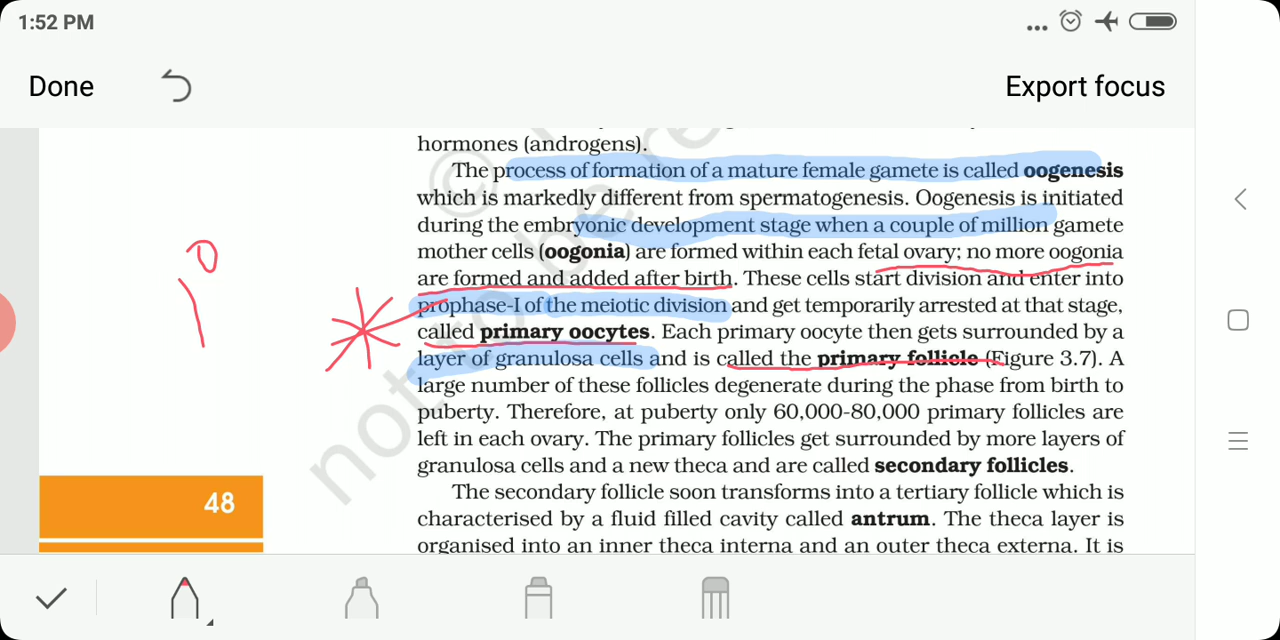 1:52 PM
Done
Export focus
hormones (androgens).
The process of formation of a mature female gamete is called oogenesis
which is markedly different from spermatogenesis. Oogenesis is initiated
during the embryonic development stage when a couple of million gamete
mother cells (oogonia) are formed within each fetal ovary; no more oogonia
are formed and added after birth. These cells start division and enter into
prophase-I of the meiotic division and get temporarily arrested at that stage,
called primary oocytes. Each primary oocyte then gets surrounded by a
layer of granulosa cells and is called the primary follicle (Figure 3.7). A
large number of these follicles degenerate during the phase from birth to
puberty. Therefore, at puberty only 60,000-80,000 primary follicles are
left in each ovary. The primary follicles get surrounded by more layers of
granulosa cells and a new theca and are called secondary follicles.
The secondary follicle soon transforms into a tertiary follicle which is
characterised by a fluid filled cavity called antrum. The theca layer is
organised into an inner theca interna and an outer theca externa. It is
48
1°
© 
not be re